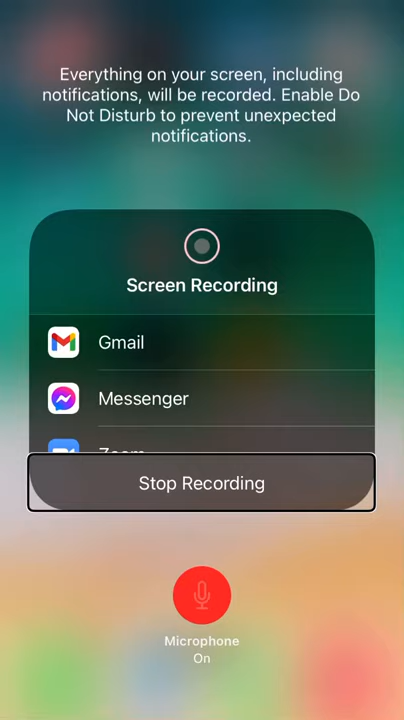 Everything on your screen, including
notifications, will be recorded. Enable Do
Not Disturb to prevent unexpected
notifications.
Screen Recording
Gmail
Messenger
Zoom
Stop Recording
Microphone
On